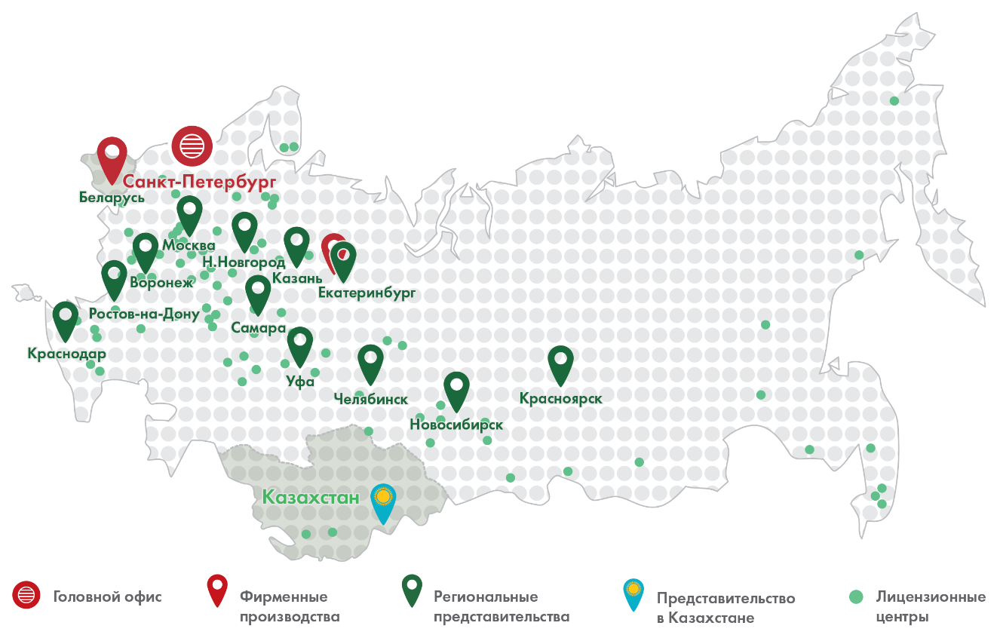 Санкт-Петербург
Беларусь
Москва
Н.Новгород
Казань
Воронеж
Екатеринбург
Ростов-на-Дону
Самара
Краснодар
Уфа
Челябинск
Красноярск
Новосибирск
Казахстан
Головной офис
Фирменные
производства
Региональные
представительства
Представительство
в Казахстане
Лицензионные
центры